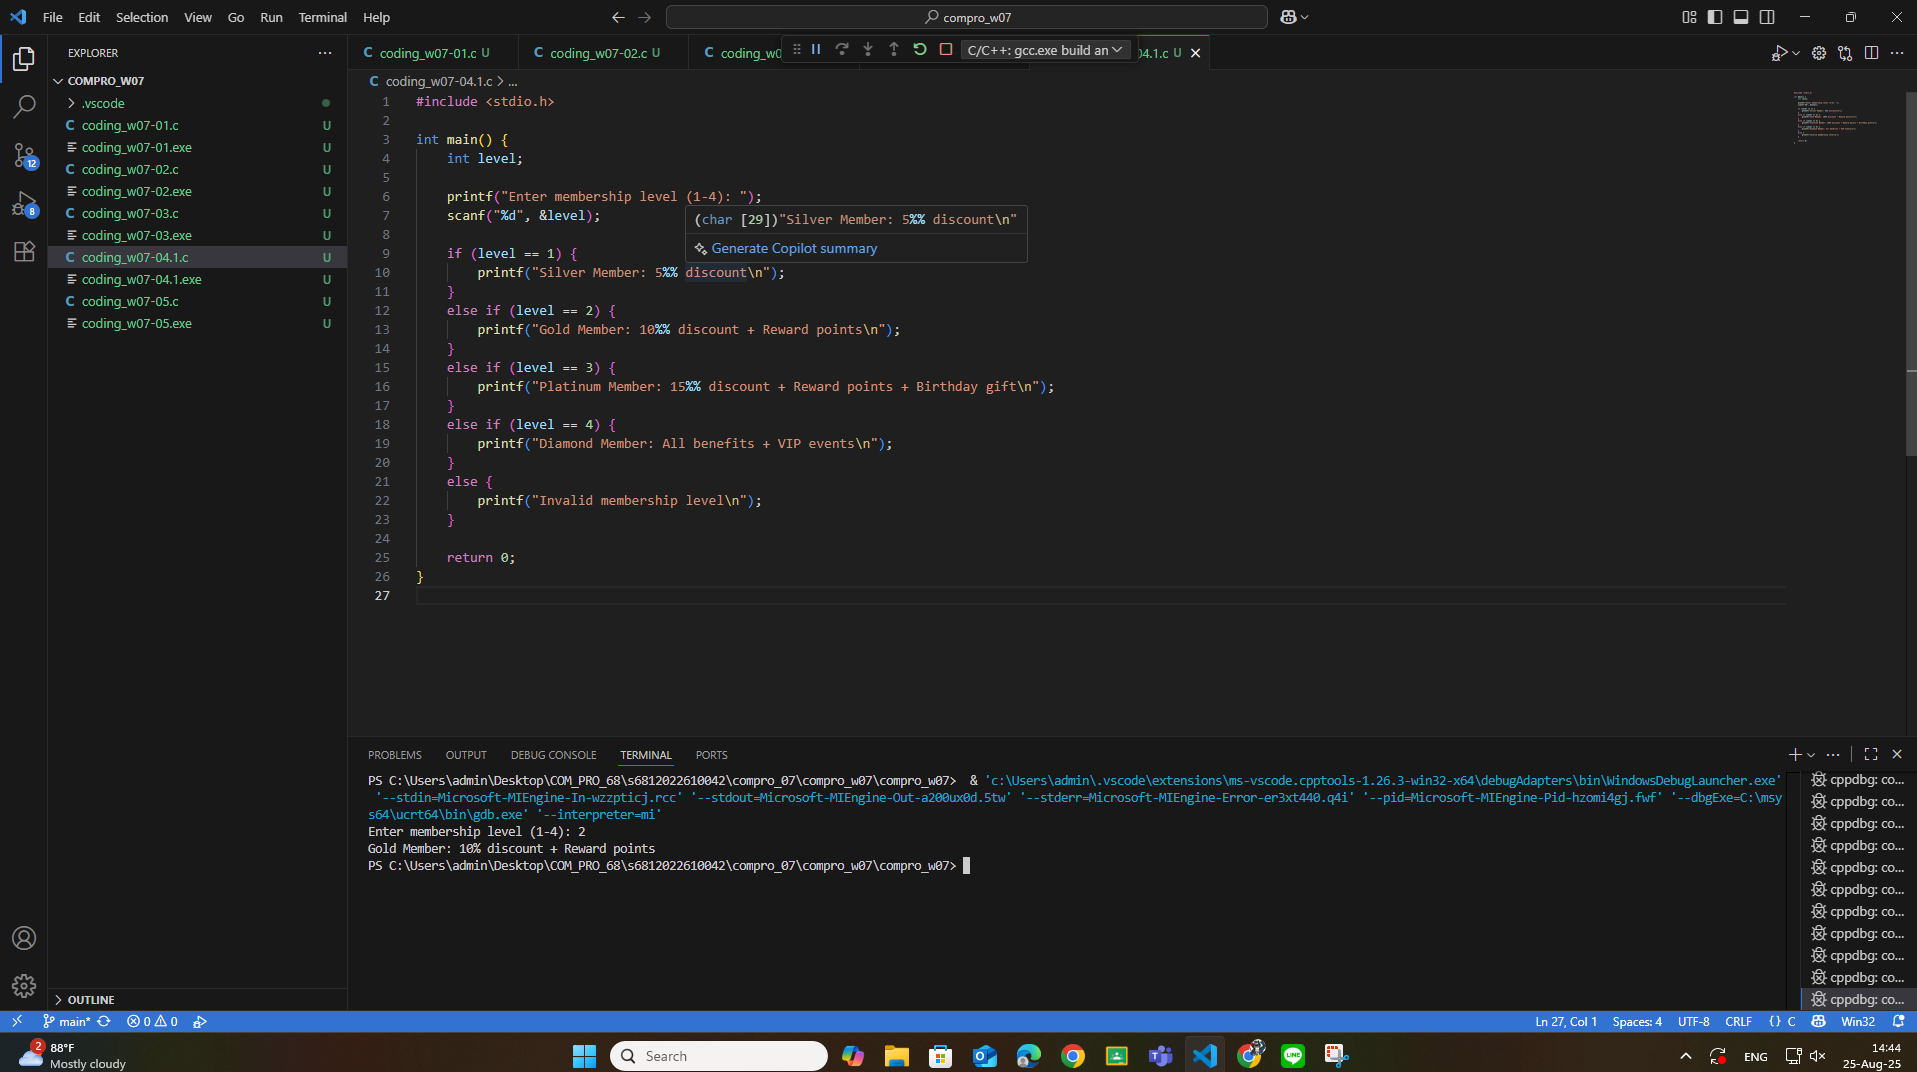 File Edit Selection View Go Run Terminal Help
compro_w07
EXPLORER
COMPRO_W07
.vscode
coding_w07-01.c U
coding_w07-01.exe U
coding_w07-02.c U
coding_w07-02.exe U
coding_w07-03.c U
coding_w07-03.exe U
coding_w07-04.1.c U
coding_w07-04.1.exe U
coding_w07-05.c U
coding_w07-05.exe U
OUTLINE
12
8
C coding_w07-01.c U
C coding_w07-02.c U
C coding_w0
C/C++: gcc.exe build an
04.1.c U
C coding_w07-04.1.c > ...
1 #include <stdio.h>
2
3 int main() {
4 int level;
5
6 printf("Enter membership level (1-4): ");
7 scanf("%d", &level);
(char [29])"Silver Member: 5%% discount\n"
Generate Copilot summary
8
9 if (level == 1) {
10 printf("Silver Member: 5%% discount\n");
11 }
12 else if (level == 2) {
13 printf("Gold Member: 10%% discount + Reward points\n");
14 }
15 else if (level == 3) {
16 printf("Platinum Member: 15%% discount + Reward points + Birthday gift\n");
17 }
18 else if (level == 4) {
19 printf("Diamond Member: All benefits + VIP events\n");
20 }
21 else {
22 printf("Invalid membership level\n");
23 }
24
25 return 0;
26 }
27
PROBLEMS OUTPUT DEBUG CONSOLE TERMINAL PORTS
PS C:\Users\admin\Desktop\COM_PRO_68\s6812022610042\compro_07\compro_w07\compro_w07> & 'c:\Users\admin\.vscode\extensions\ms-vscode.cpptools-1.26.3-win32-x64\debugAdapters\bin\WindowsDebugLauncher.exe'
'--stdin=Microsoft-MIEngine-In-wzzpticj.rcc' '--stdout=Microsoft-MIEngine-Out-a200ux0d.5tw' '--stderr=Microsoft-MIEngine-Error-er3xt440.q4i' '--pid=Microsoft-MIEngine-Pid-hzomi4gj.fwf' '--dbgExe=C:\msy
s64\ucrt64\bin\gdb.exe' '--interpreter=mi'
Enter membership level (1-4): 2
Gold Member: 10% discount + Reward points
PS C:\Users\admin\Desktop\COM_PRO_68\s6812022610042\compro_07\compro_w07\compro_w07>
cppdbg: co...
cppdbg: co...
cppdbg: co...
cppdbg: co...
cppdbg: co...
cppdbg: co...
cppdbg: co...
cppdbg: co...
cppdbg: co...
cppdbg: co...
cppdbg: co...
main* 0 0
Ln 27, Col 1 Spaces: 4 UTF-8 CRLF {} C Win32
2
88°F
Mostly cloudy
Search
LINE
ENG
14:44
25-Aug-25